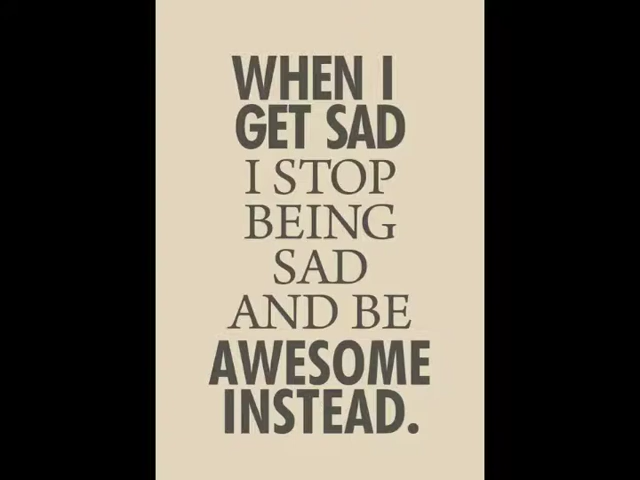 WHEN I
GET SAD
I STOP
BEING
SAD
AND BE
AWESOME
INSTEAD.